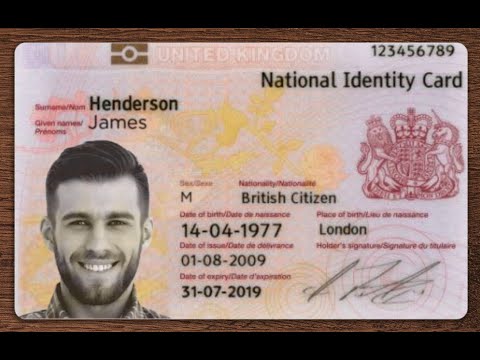 UNITED KINGDOM
123456789
National Identity Card
Surname/Nom Henderson
Given names/ Prénoms James
Sex/Sexe Nationality/Nationalité
M British Citizen
Date of birth/Date de naissance Place of birth/Lieu de naissance
14-04-1977 London
Date of issue/Date de délivrance Holder's signature/Signature du titulaire
01-08-2009
Date of expiry/Date d'expiration
31-07-2019